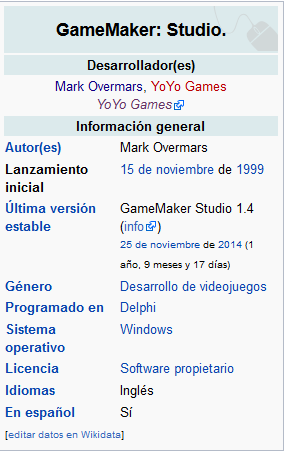 GameMaker: Studio.
Desarrollador(es)
Mark Overmars, YoYo Games
YoYo Games
Información general
Autor(es) Mark Overmars
Lanzamiento 15 de noviembre de 1999
inicial
Última versión GameMaker Studio 1.4
estable (info)
25 de noviembre de 2014 (1
año, 9 meses y 17 días)
Género Desarrollo de videojuegos
Programado en Delphi
Sistema Windows
operativo
Licencia Software propietario
Idiomas Inglés
En español Sí
[editar datos en Wikidata]